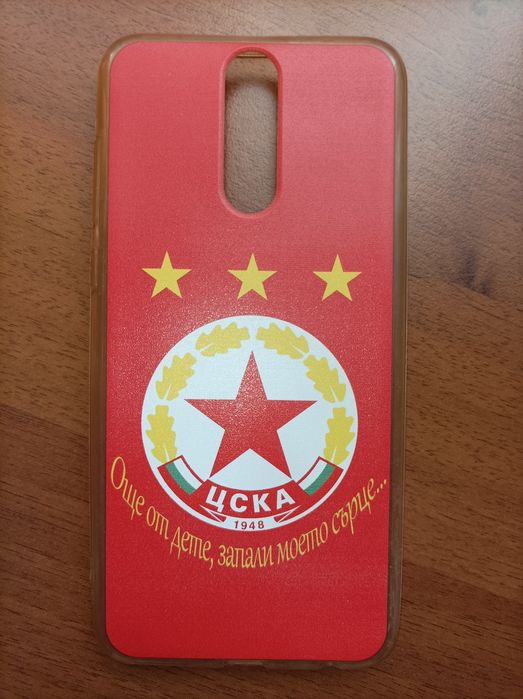 ЦСКА
1948
Още от дете, запали моето сърце...